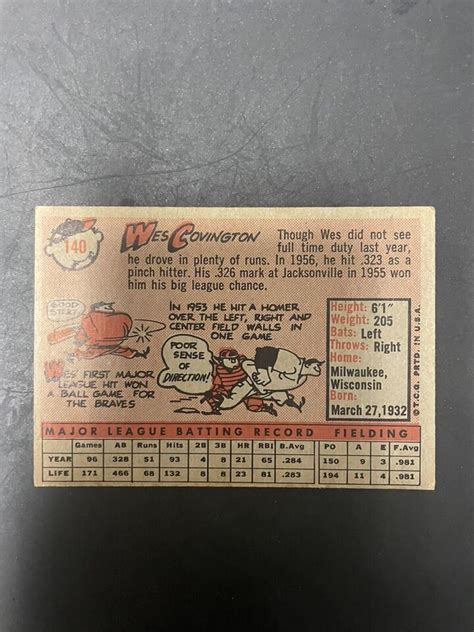 140
WES COVINGTON
Though Wes did not see
full time duty last year,
he drove in plenty of runs. In 1956, he hit .323 as
a pinch hitter. His .326 mark at Jacksonville in 1955 won
him his big league chance.
GOOD START
WES FIRST MAJOR
LEAGUE HIT WON
A BALL GAME FOR
THE BRAVES
IN 1953 HE HIT A HOMER
OVER THE LEFT, RIGHT AND
CENTER FIELD WALLS IN
ONE GAME
POOR
SENSE
OF
DIRECTION!
Height: 6'1"
Weight: 205
Bats: Left
Throws: Right
Home:
Milwaukee,
Wisconsin
Born:
March 27, 1932
© T.C.G. PRTD. IN U.S.A.
MAJOR LEAGUE BATTING RECORD FIELDING
Games AB Runs Hits 2B 3B HR RBI B.Avg PO A E F.Avg
YEAR 96 328 51 93 4 8 21 65 .284 150 9 3 .981
LIFE 171 466 68 132 8 8 23 81 .283 194 11 4 .981